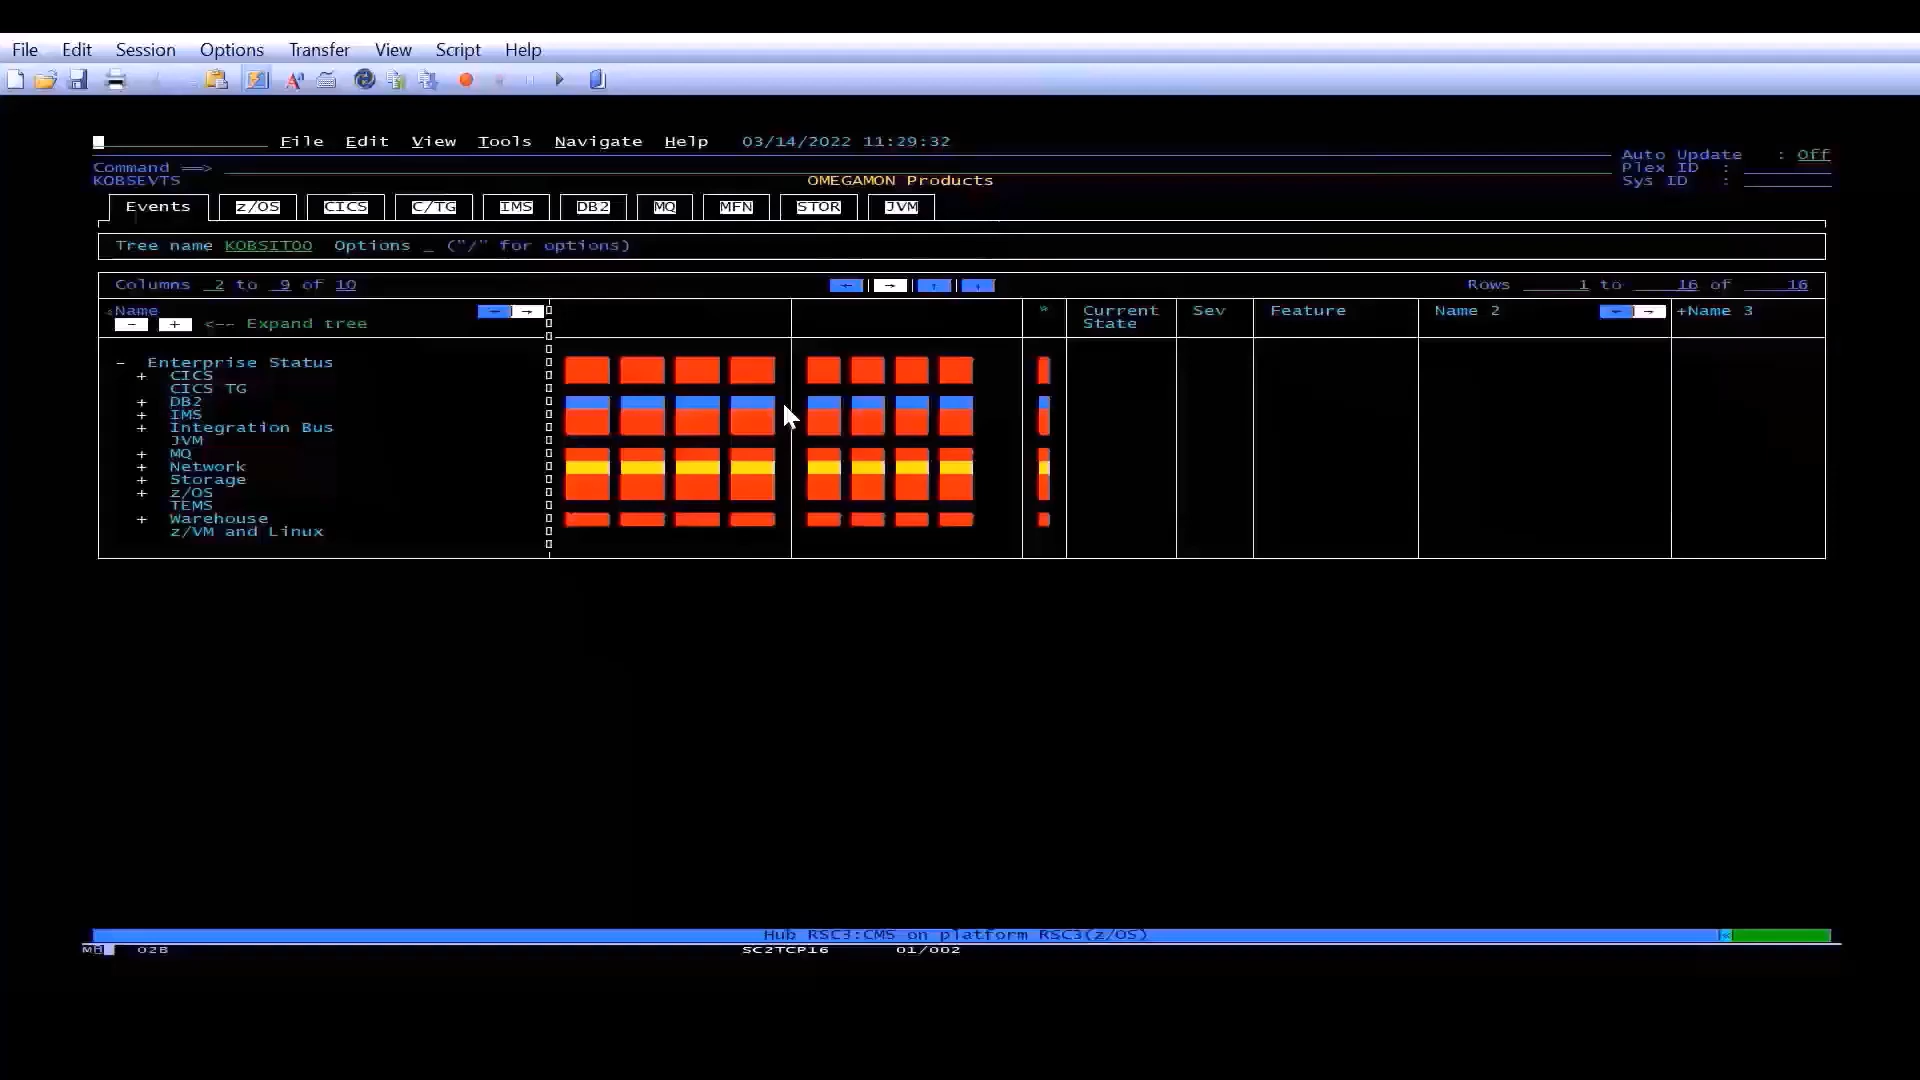 File Edit Session Options Transfer View Script Help
File Edit View Tools Navigate Help 03/14/2022 11:29:32
Auto Update : Off
Command ==>
Plex ID :
KOBSEVTS OMEGAMON Products Sys ID :
Events z/OS CICS C/TG IMS DB2 MQ MFN STOR JVM
Tree name KOBSITOO Options _ ("/" for options)
Columns 2 to 9 of 10 ← → ↑ ↓ Rows 1 to 16 of 16
Name ← → * Current State Sev Feature Name 2 ← → +Name 3
- + <-- Expand tree
- Enterprise Status
+ CICS
CICS TG
+ DB2
+ IMS
+ Integration Bus
JVM
+ MQ
+ Network
+ Storage
+ z/OS
TEMS
+ Warehouse
z/VM and Linux
Hub RSC3:CMS on platform RSC3(z/OS)
02B SC2TCP16 01/002